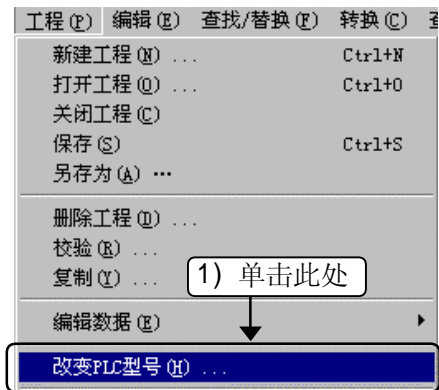 工程(P) 编辑(E) 查找/替换(F) 转换(C)
新建工程(N) ... Ctrl+N
打开工程(O) ... Ctrl+O
关闭工程(C)
保存(S) Ctrl+S
另存为(A) ...
删除工程(D) ...
校验(R) ...
复制(Y) ...
1) 单击此处
编辑数据(E)
改变PLC型号(H) ...